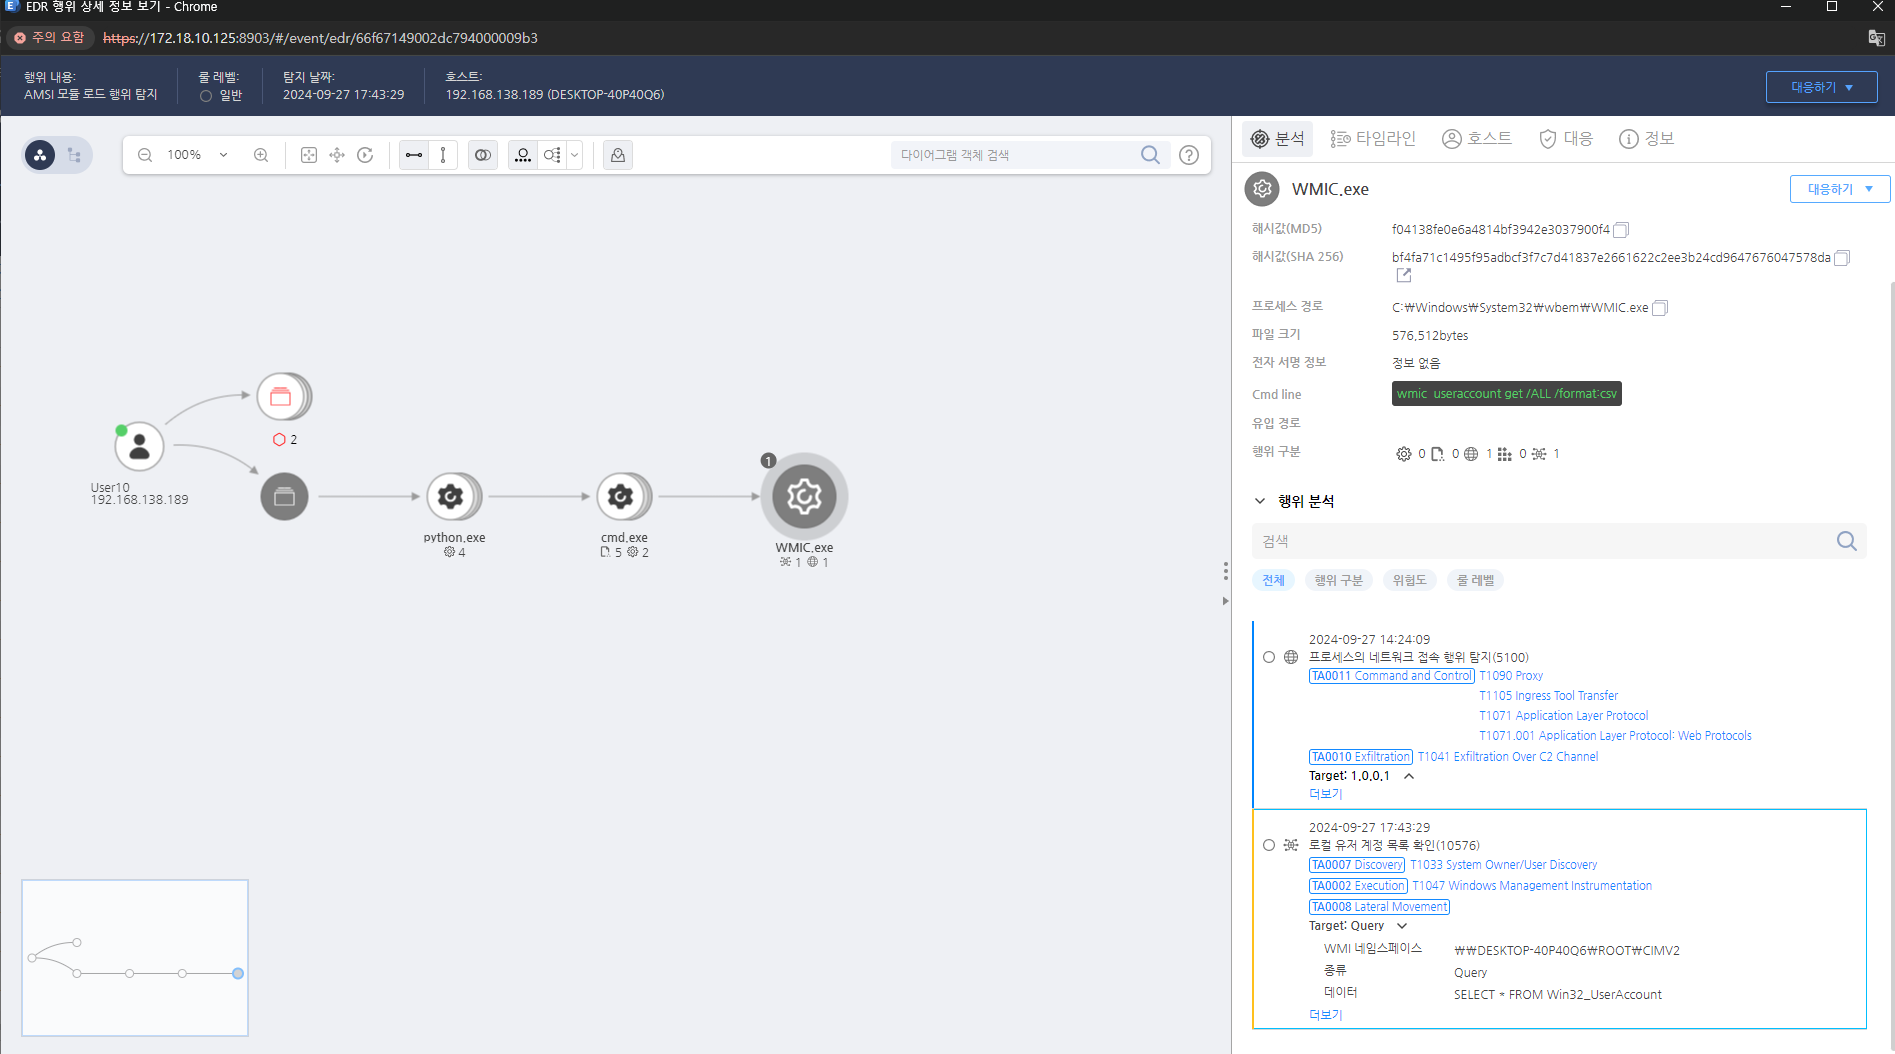 EDR 행위 상세 정보 보기 - Chrome
주의 요함 https://172.18.10.125:8903/#/event/edr/66f67149002dc794000009b3
행위 내용:
AMSI 모듈 로드 행위 탐지
룰 레벨:
일반
탐지 날짜:
2024-09-27 17:43:29
호스트:
192.168.138.189 (DESKTOP-40P40Q6)
대응하기
100%
다이어그램 객체 검색
2
User10
192.168.138.189
python.exe
4
cmd.exe
5 2
1
WMIC.exe
1 1
분석 타임라인 호스트 대응 정보
WMIC.exe
대응하기
해시값(MD5) f04138fe0e6a4814bf3942e3037900f4
해시값(SHA 256) bf4fa71c1495f95adbcf3f7c7d41837e2661622c2ee3b24cd9647676047578da
프로세스 경로 C:₩Windows₩System32₩wbem₩WMIC.exe
파일 크기 576,512bytes
전자 서명 정보 정보 없음
Cmd line wmic useraccount get /ALL /format:csv
유입 경로
행위 구분 0 0 1 0 1
행위 분석
검색
전체 행위 구분 위험도 룰 레벨
2024-09-27 14:24:09
프로세스의 네트워크 접속 행위 탐지(5100)
TA0011 Command and Control T1090 Proxy
T1105 Ingress Tool Transfer
T1071 Application Layer Protocol
T1071.001 Application Layer Protocol: Web Protocols
TA0010 Exfiltration T1041 Exfiltration Over C2 Channel
Target: 1.0.0.1
더보기
2024-09-27 17:43:29
로컬 유저 계정 목록 확인(10576)
TA0007 Discovery T1033 System Owner/User Discovery
TA0002 Execution T1047 Windows Management Instrumentation
TA0008 Lateral Movement
Target: Query
WMI 네임스페이스 ₩₩DESKTOP-40P40Q6₩ROOT₩CIMV2
종류 Query
데이터 SELECT * FROM Win32_UserAccount
더보기